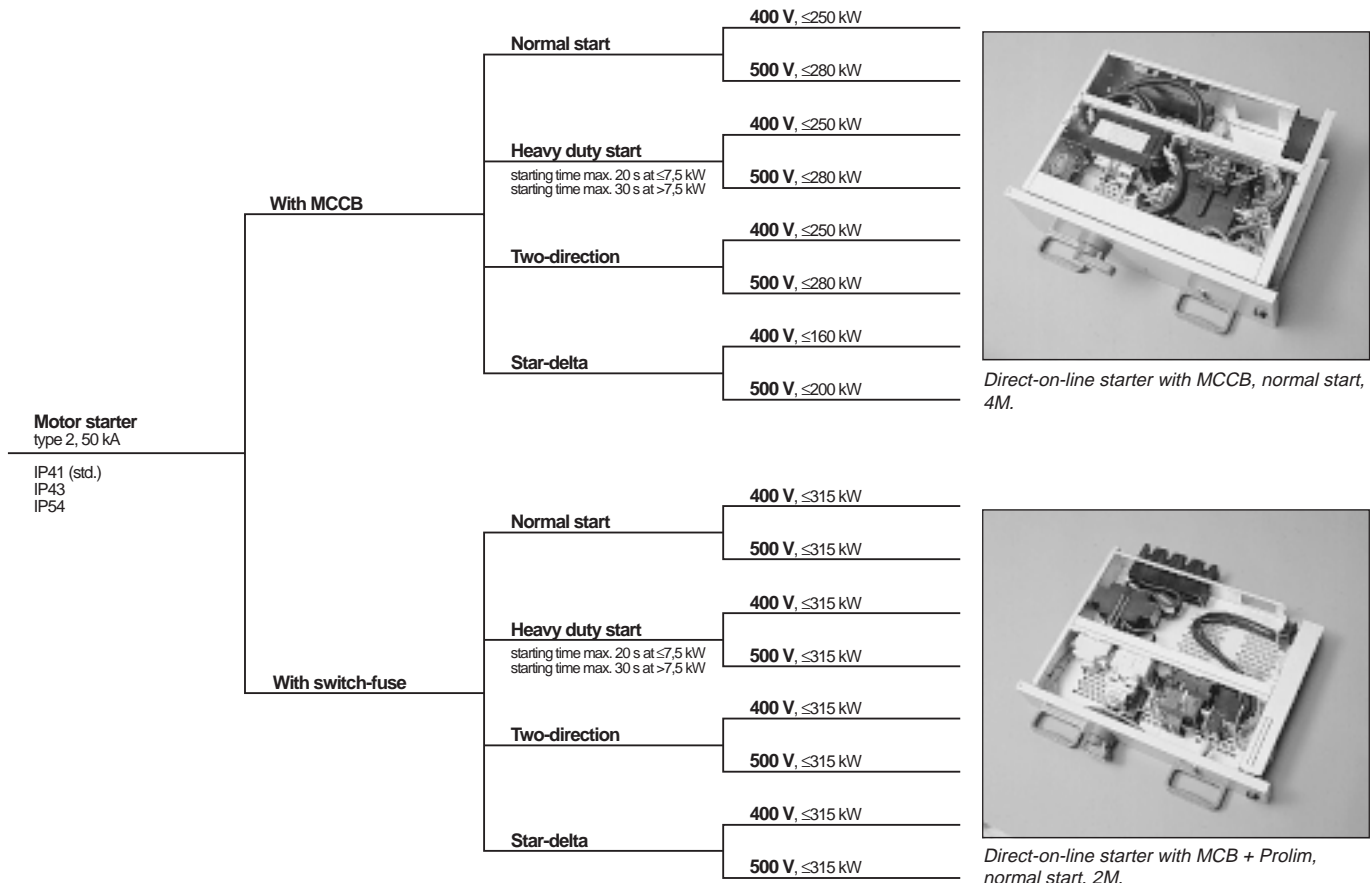 Motor starter
type 2, 50 kA
IP41 (std.)
IP43
IP54
With MCCB
Normal start
400 V, ≤250 kW
500 V, ≤280 kW
Heavy duty start
starting time max. 20 s at ≤7,5 kW
starting time max. 30 s at >7,5 kW
400 V, ≤250 kW
500 V, ≤280 kW
Two-direction
400 V, ≤250 kW
500 V, ≤280 kW
Star-delta
400 V, ≤160 kW
500 V, ≤200 kW
Direct-on-line starter with MCCB, normal start,
4M.
With switch-fuse
Normal start
400 V, ≤315 kW
500 V, ≤315 kW
Heavy duty start
starting time max. 20 s at ≤7,5 kW
starting time max. 30 s at >7,5 kW
400 V, ≤315 kW
500 V, ≤315 kW
Two-direction
400 V, ≤315 kW
500 V, ≤315 kW
Star-delta
400 V, ≤315 kW
500 V, ≤315 kW
Direct-on-line starter with MCB + Prolim,
normal start, 2M.